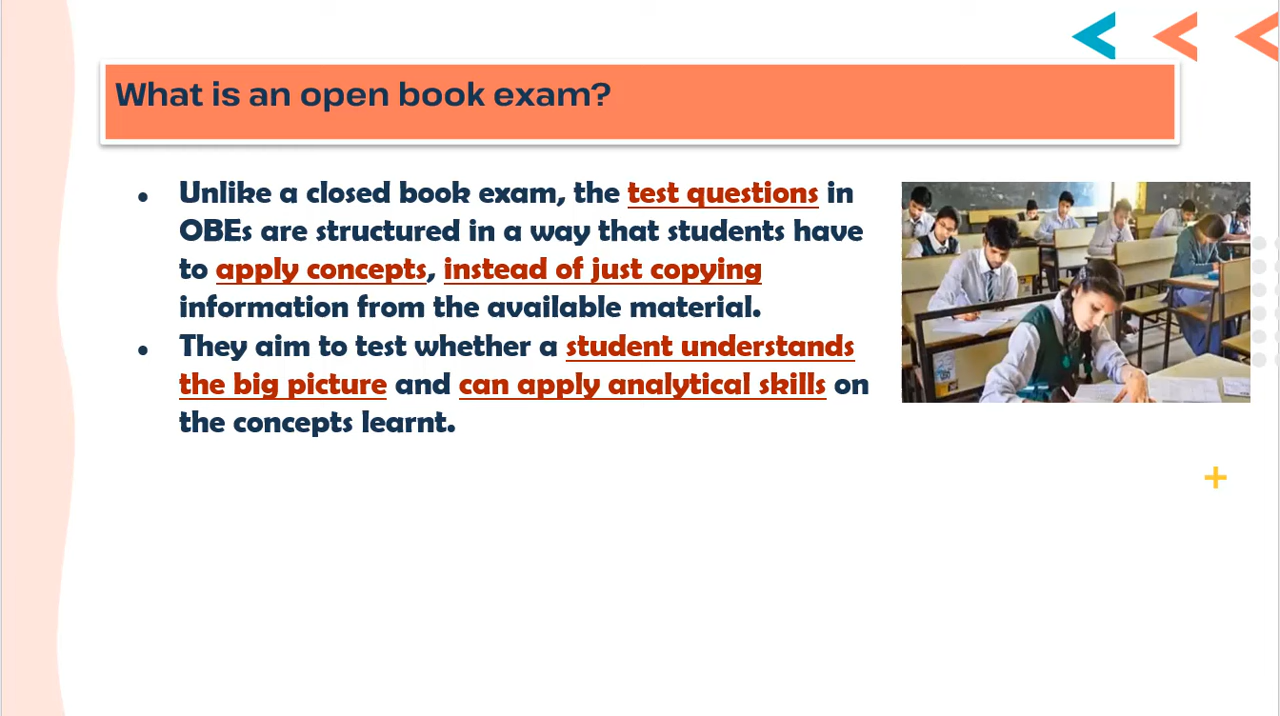 What is an open book exam?
• Unlike a closed book exam, the test questions in
OBEs are structured in a way that students have
to apply concepts, instead of just copying
information from the available material.
• They aim to test whether a student understands
the big picture and can apply analytical skills on
the concepts learnt.